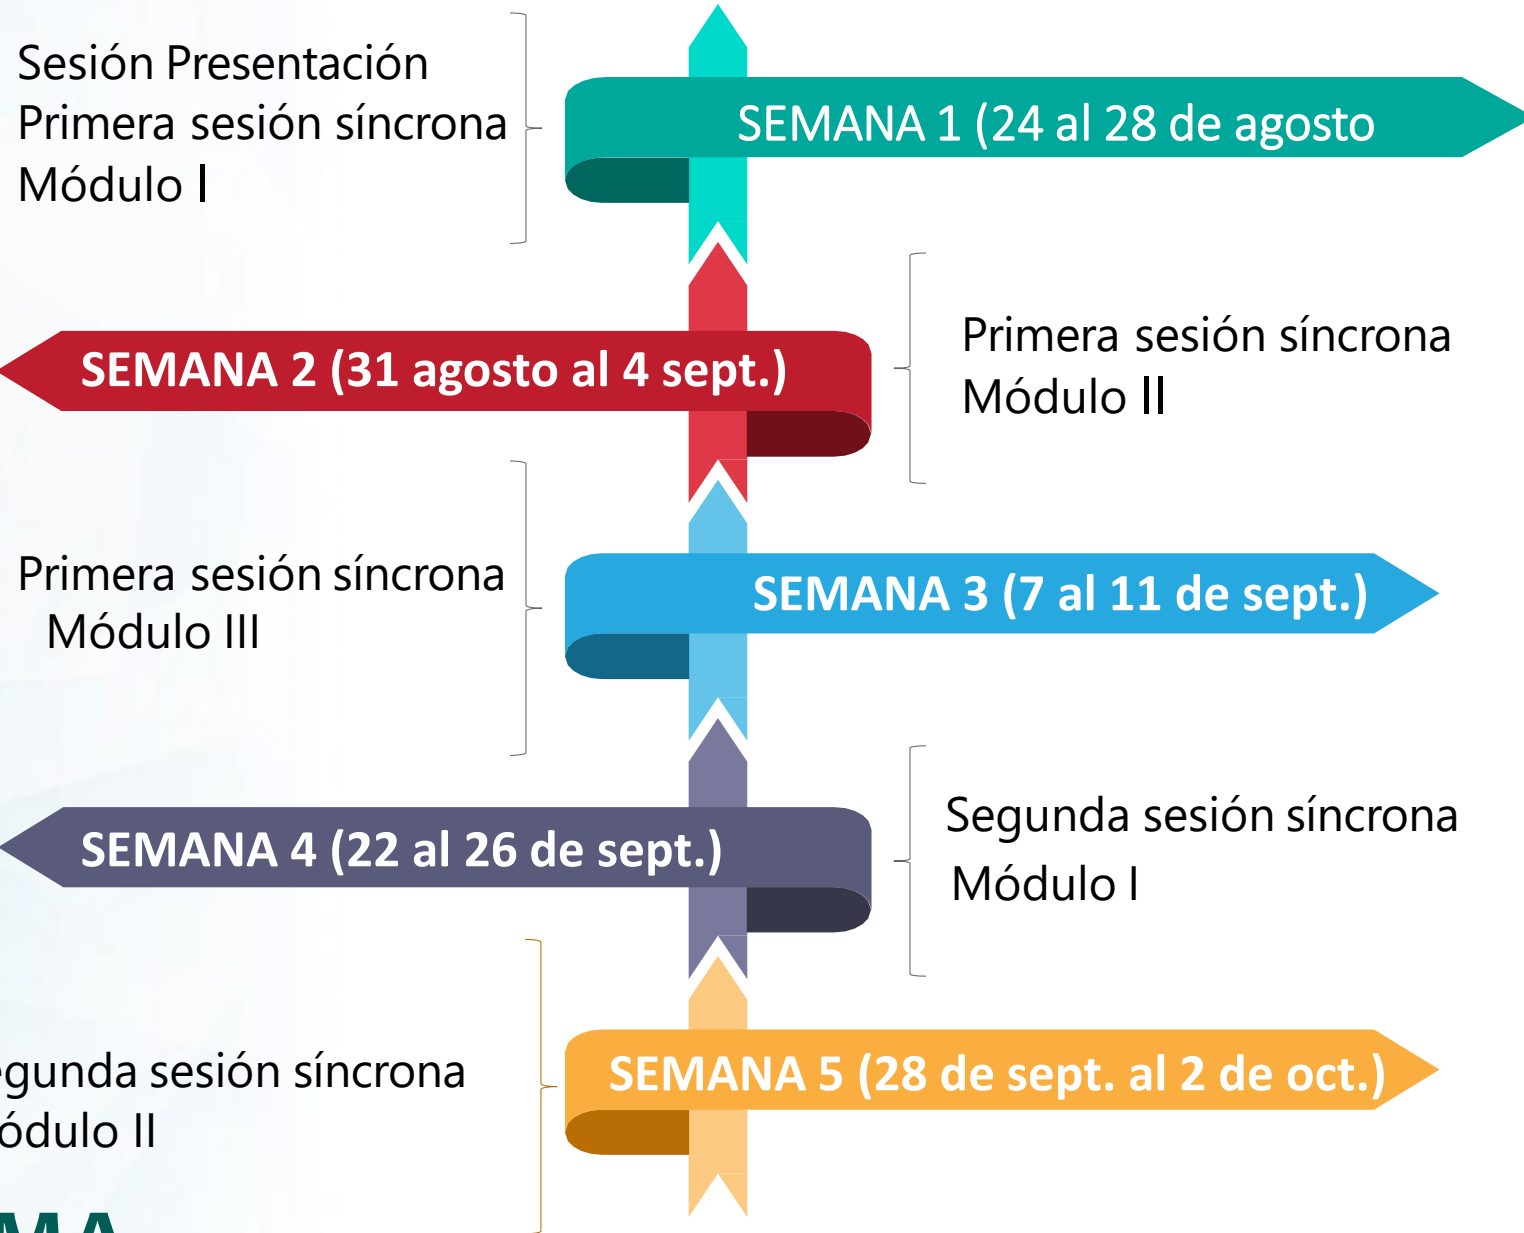 Sesión Presentación
Primera sesión síncrona
Módulo I
SEMANA 1 (24 al 28 de agosto
SEMANA 2 (31 agosto al 4 sept.)
Primera sesión síncrona
Módulo II
Primera sesión síncrona
Módulo III
SEMANA 3 (7 al 11 de sept.)
SEMANA 4 (22 al 26 de sept.)
Segunda sesión síncrona
Módulo I
egunda sesión síncrona
ódulo II
SEMANA 5 (28 de sept. al 2 de oct.)